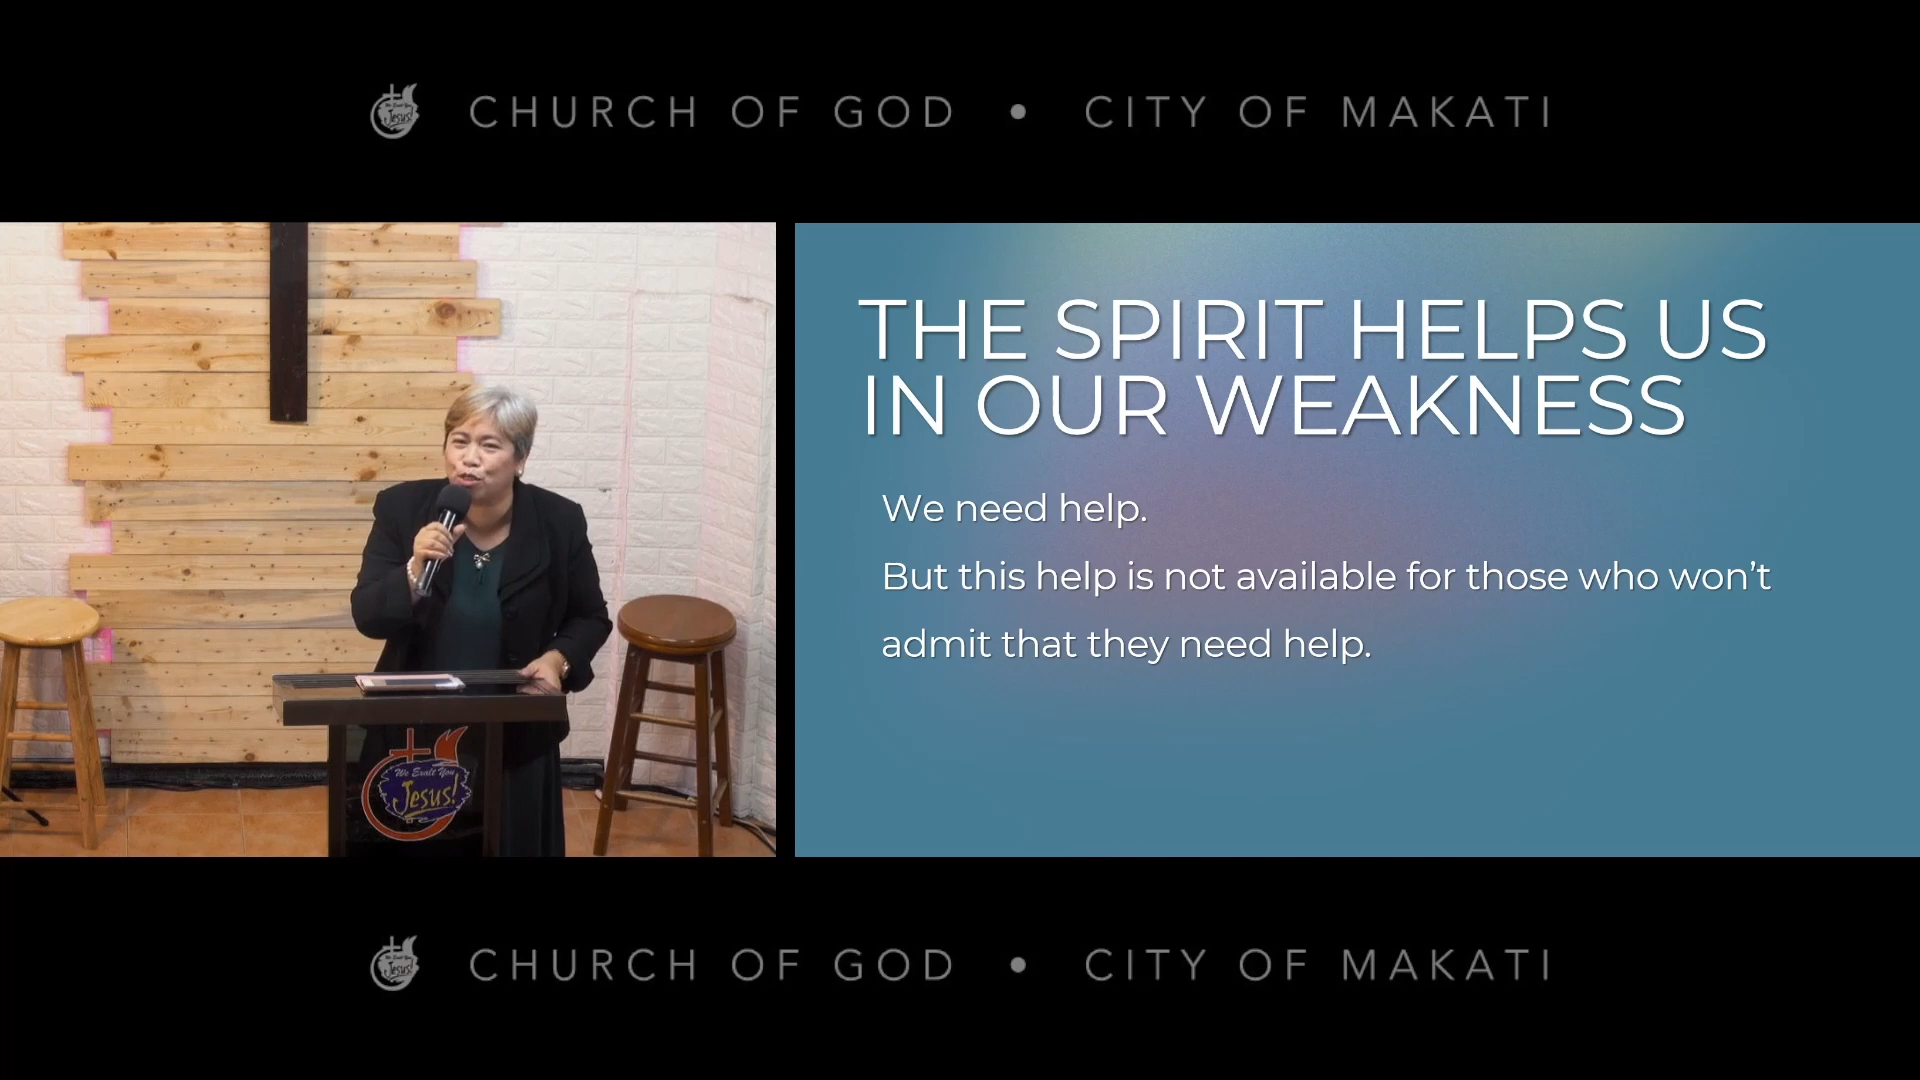 CHURCH OF GOD • CITY OF MAKATI
THE SPIRIT HELPS US
IN OUR WEAKNESS
We need help.
But this help is not available for those who won’t
admit that they need help.
We Exalt You
Jesus!
CHURCH OF GOD • CITY OF MAKATI